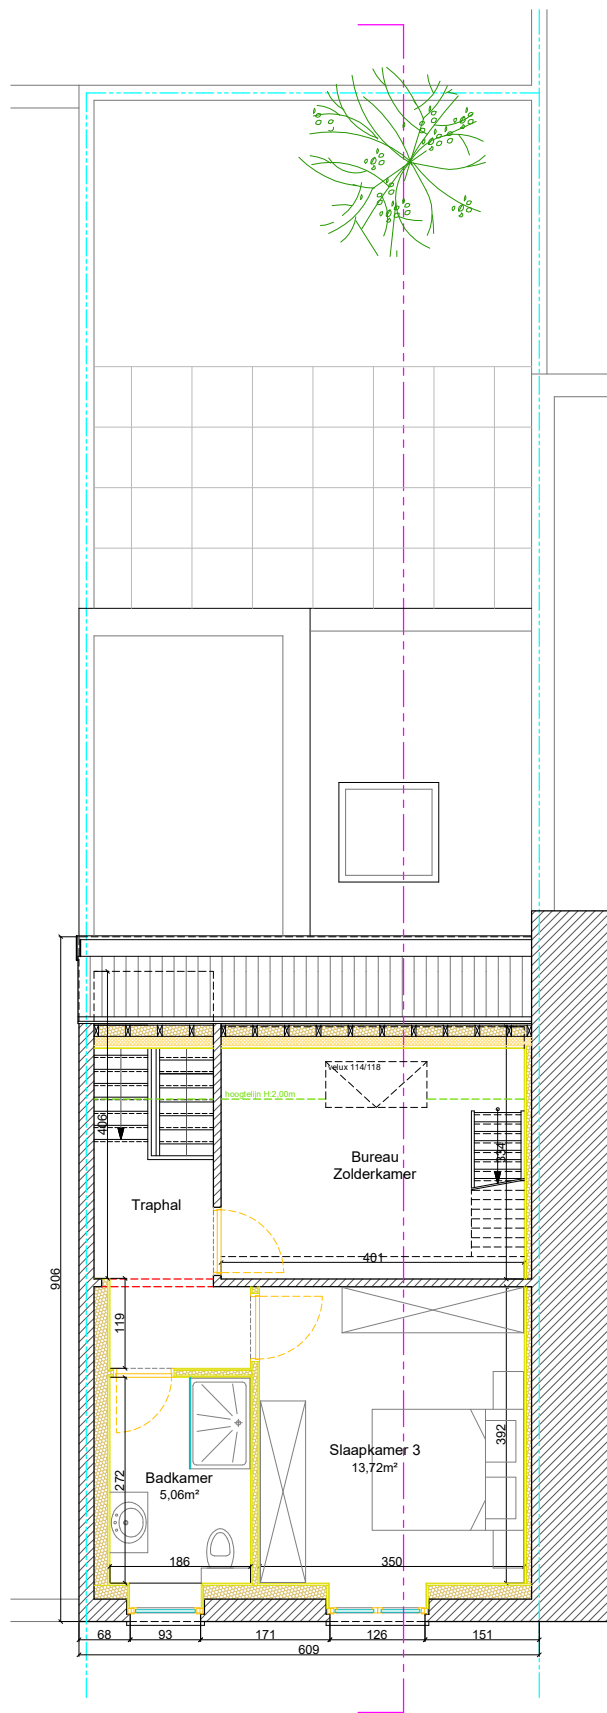 velux 114/118
hoogtelijn H:2.00m
406
334
Bureau
Zolderkamer
Traphal
401
906
119
392
Slaapkamer 3
13,72m²
Badkamer
5,06m²
272
186
350
68
93
171
126
151
609